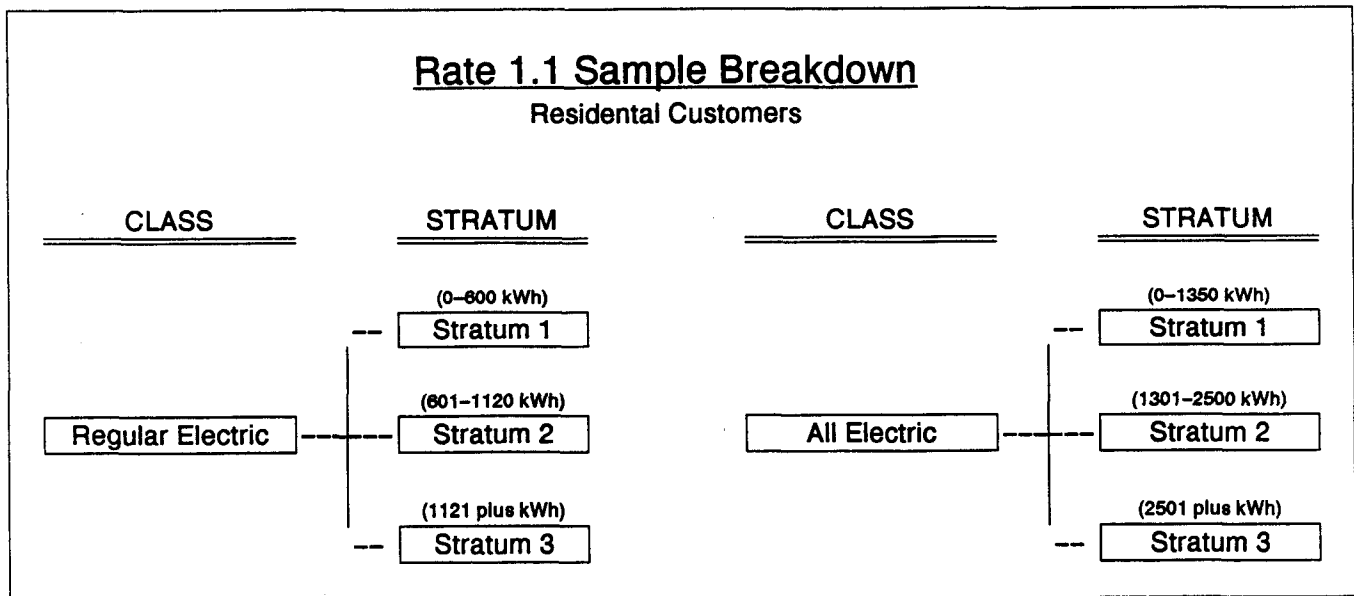 Rate 1.1 Sample Breakdown
Residental Customers
CLASS
STRATUM
(0–600 kWh)
Stratum 1
(601–1120 kWh)
Regular Electric
Stratum 2
(1121 plus kWh)
Stratum 3
CLASS
STRATUM
(0–1350 kWh)
Stratum 1
(1301–2500 kWh)
All Electric
Stratum 2
(2501 plus kWh)
Stratum 3